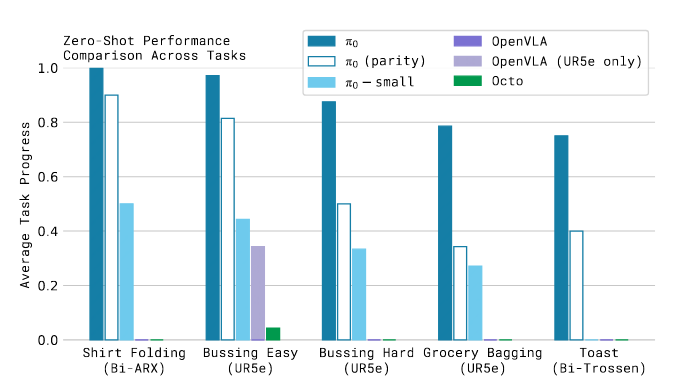 Zero-Shot Performance
Comparison Across Tasks
π₀
π₀ (parity)
π₀ – small
OpenVLA
OpenVLA (UR5e only)
Octo
Average Task Progress
1.0
0.8
0.6
0.4
0.2
0.0
Shirt Folding
(Bi-ARX)
Bussing Easy
(UR5e)
Bussing Hard
(UR5e)
Grocery Bagging
(UR5e)
Toast
(Bi-Trossen)